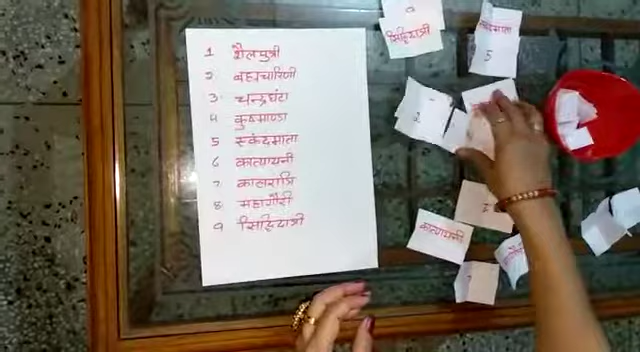 1 शैलपुत्री
2 ब्रह्मचारिणी
3 चन्द्रघंटा
4 कुष्माण्डा
5 स्कंदमाता
6 कात्यायनी
7 कालरात्रि
8 महागौरी
9 सिद्धिदात्री
सिद्धिदात्री
5
2
कात्यायनी